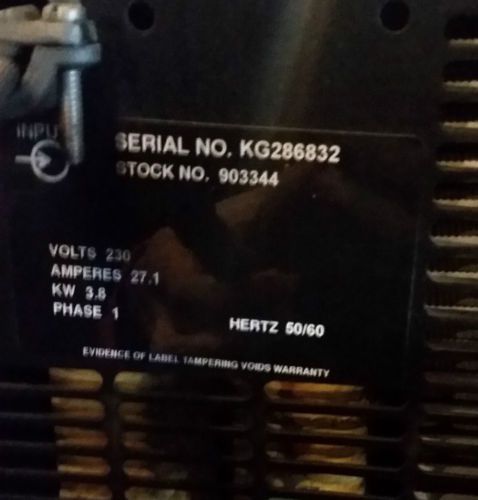 INPU
SERIAL NO. KG286832
STOCK NO. 903344
VOLTS 230
AMPERES 27.1
KW 3.8
PHASE 1
HERTZ 50/60
EVIDENCE OF LABEL TAMPERING VOIDS WARRANTY